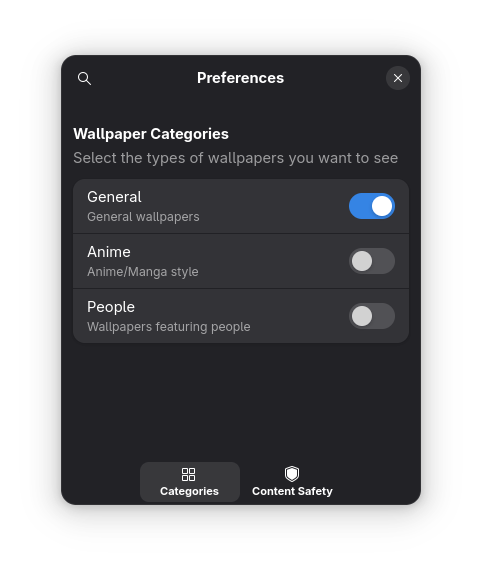 Preferences
Wallpaper Categories
Select the types of wallpapers you want to see
General
General wallpapers
Anime
Anime/Manga style
People
Wallpapers featuring people
Categories
Content Safety